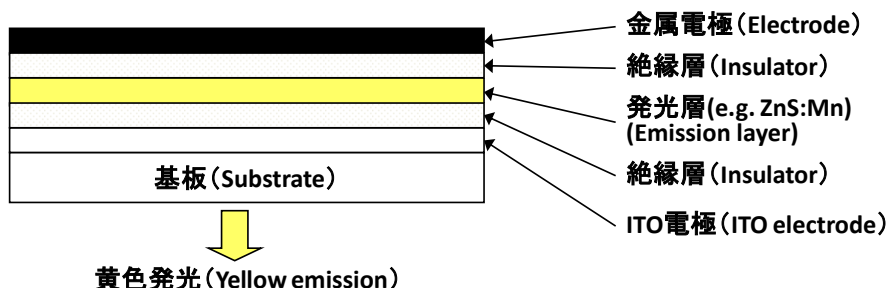 金属電極(Electrode)
絶縁層(Insulator)
発光層(e.g. ZnS:Mn)
(Emission layer)
絶縁層(Insulator)
ITO電極(ITO electrode)
基板(Substrate)
黄色発光(Yellow emission)